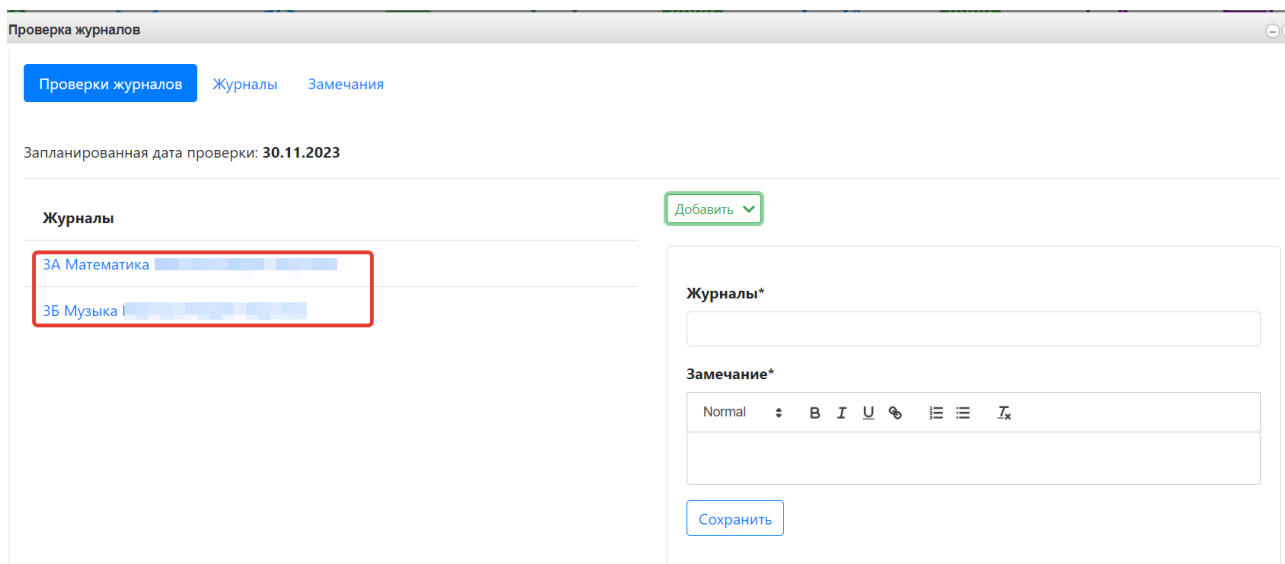 Проверка журналов
Проверки журналов Журналы Замечания
Запланированная дата проверки: 30.11.2023
Журналы
3А Математика
3Б Музыка
Добавить
Журналы*
Замечание*
Normal B I U
Сохранить